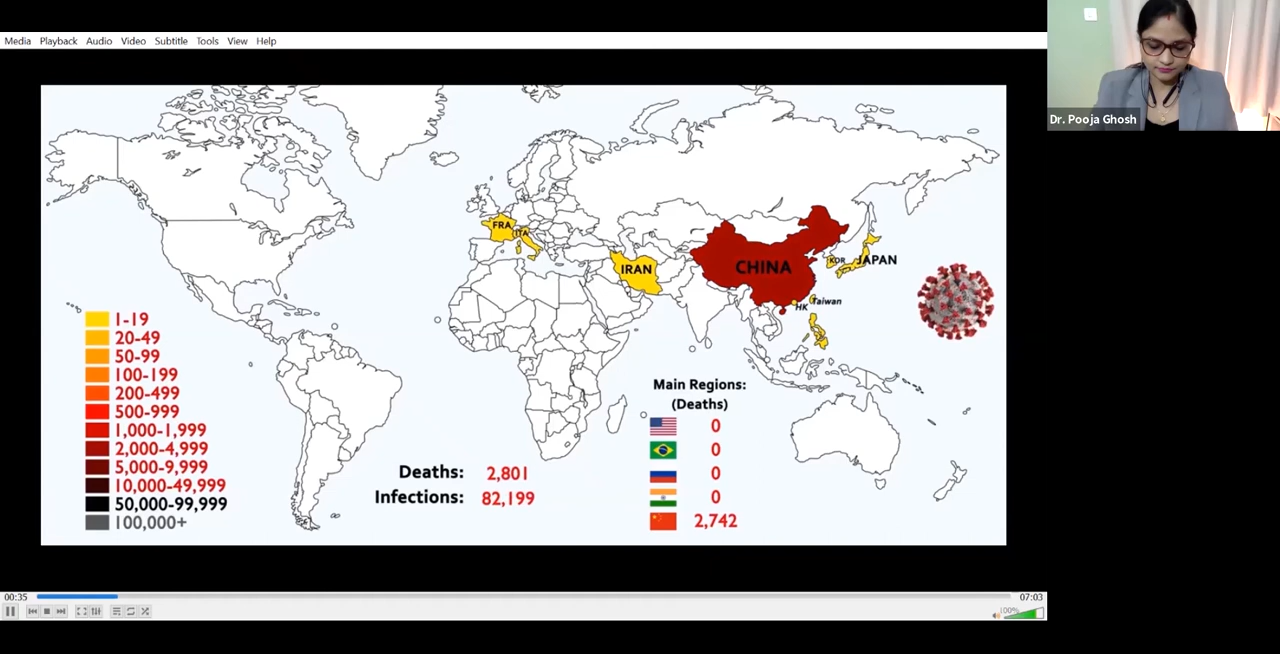 Media Playback Audio Video Subtitle Tools View Help
Dr. Pooja Ghosh
FRA
ITA
IRAN
CHINA
KOR
JAPAN
HK
Taiwan
1-19
20-49
50-99
100-199
200-499
500-999
1,000-1,999
2,000-4,999
5,000-9,999
10,000-49,999
50,000-99,999
100,000+
Deaths: 2,801
Infections: 82,199
Main Regions:
(Deaths)
0
0
0
0
2,742
00:35
07:03
100%